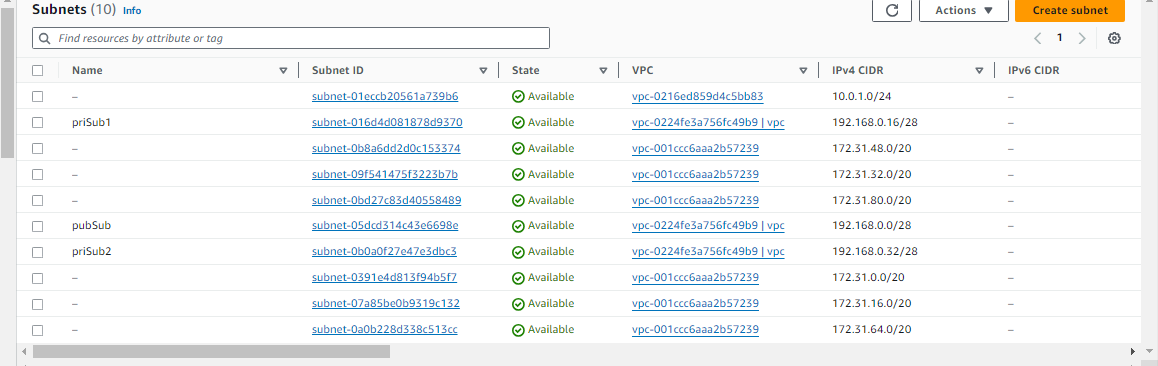 Subnets (10) Info
Actions
Create subnet
Find resources by attribute or tag
1
Name Subnet ID State VPC IPv4 CIDR IPv6 CIDR
– subnet-01eccb20561a739b6 Available vpc-0216ed859d4c5bb83 10.0.1.0/24 –
priSub1 subnet-016d4d081878d9370 Available vpc-0224fe3a756fc49b9 | vpc 192.168.0.16/28 –
– subnet-0b8a6dd2d0c153374 Available vpc-001ccc6aaa2b57239 172.31.48.0/20 –
– subnet-09f541475f3223b7b Available vpc-001ccc6aaa2b57239 172.31.32.0/20 –
– subnet-0bd27c83d40558489 Available vpc-001ccc6aaa2b57239 172.31.80.0/20 –
pubSub subnet-05dcd314c43e6698e Available vpc-0224fe3a756fc49b9 | vpc 192.168.0.0/28 –
priSub2 subnet-0b0a0f27e47e3dbc3 Available vpc-0224fe3a756fc49b9 | vpc 192.168.0.32/28 –
– subnet-0391e4d813f94b5f7 Available vpc-001ccc6aaa2b57239 172.31.0.0/20 –
– subnet-07a85be0b9319c132 Available vpc-001ccc6aaa2b57239 172.31.16.0/20 –
– subnet-0a0b228d338c513cc Available vpc-001ccc6aaa2b57239 172.31.64.0/20 –